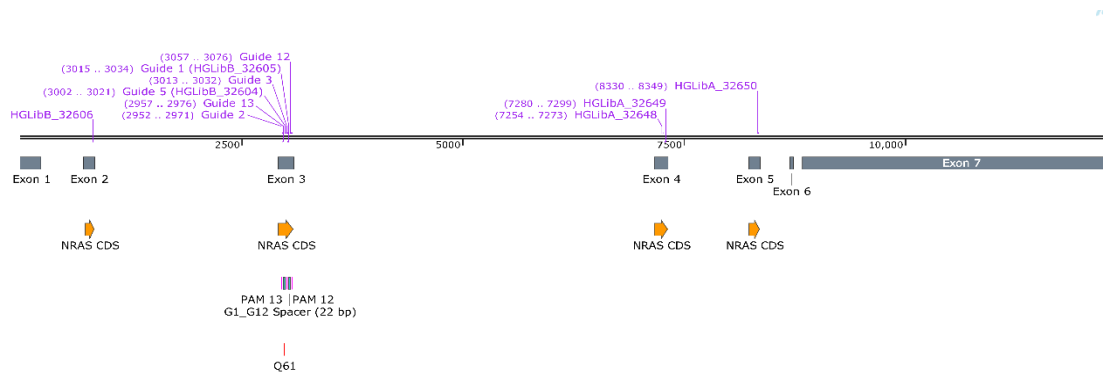 (3057 .. 3076) Guide 12
(3015 .. 3034) Guide 1 (HGLibB_32605)
(3013 .. 3032) Guide 3
(3002 .. 3021) Guide 5 (HGLibB_32604)
(2957 .. 2976) Guide 13
HGLibB_32606 (2952 .. 2971) Guide 2
(8330 .. 8349) HGLibA_32650
(7280 .. 7299) HGLibA_32649
(7254 .. 7273) HGLibA_32648
2500 5000 7500 10,000
Exon 1 Exon 2 Exon 3 Exon 4 Exon 5 Exon 7
Exon 6
NRAS CDS NRAS CDS NRAS CDS NRAS CDS
PAM 13 PAM 12
G1_G12 Spacer (22 bp)
Q61